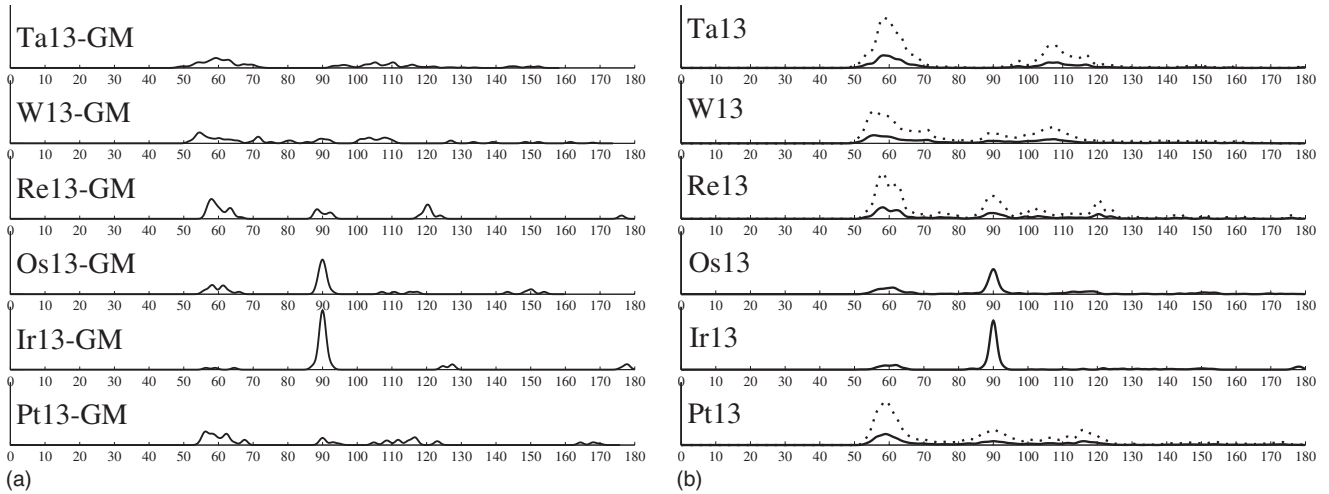 Ta13-GM
0 10 20 30 40 50 60 70 80 90 100 110 120 130 140 150 160 170 180
W13-GM
0 10 20 30 40 50 60 70 80 90 100 110 120 130 140 150 160 170 180
Re13-GM
0 10 20 30 40 50 60 70 80 90 100 110 120 130 140 150 160 170 180
Os13-GM
0 10 20 30 40 50 60 70 80 90 100 110 120 130 140 150 160 170 180
Ir13-GM
0 10 20 30 40 50 60 70 80 90 100 110 120 130 140 150 160 170 180
Pt13-GM
0 10 20 30 40 50 60 70 80 90 100 110 120 130 140 150 160 170 180
(a)
Ta13
0 10 20 30 40 50 60 70 80 90 100 110 120 130 140 150 160 170 180
W13
0 10 20 30 40 50 60 70 80 90 100 110 120 130 140 150 160 170 180
Re13
0 10 20 30 40 50 60 70 80 90 100 110 120 130 140 150 160 170 180
Os13
0 10 20 30 40 50 60 70 80 90 100 110 120 130 140 150 160 170 180
Ir13
0 10 20 30 40 50 60 70 80 90 100 110 120 130 140 150 160 170 180
Pt13
0 10 20 30 40 50 60 70 80 90 100 110 120 130 140 150 160 170 180
(b)